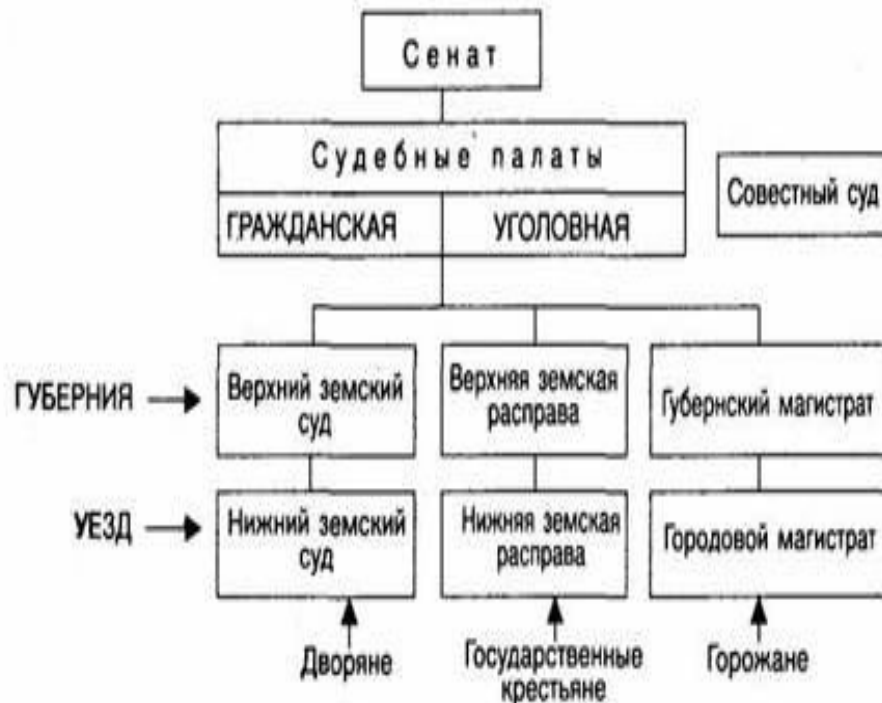 Сенат
Судебные палаты
ГРАЖДАНСКАЯ
УГОЛОВНАЯ
Совестный суд
ГУБЕРНИЯ
Верхний земский
суд
Верхняя земская
расправа
Губернский магистрат
УЕЗД
Нижний земский
суд
Нижняя земская
расправа
Городовой магистрат
Дворяне
Государственные
крестьяне
Горожане